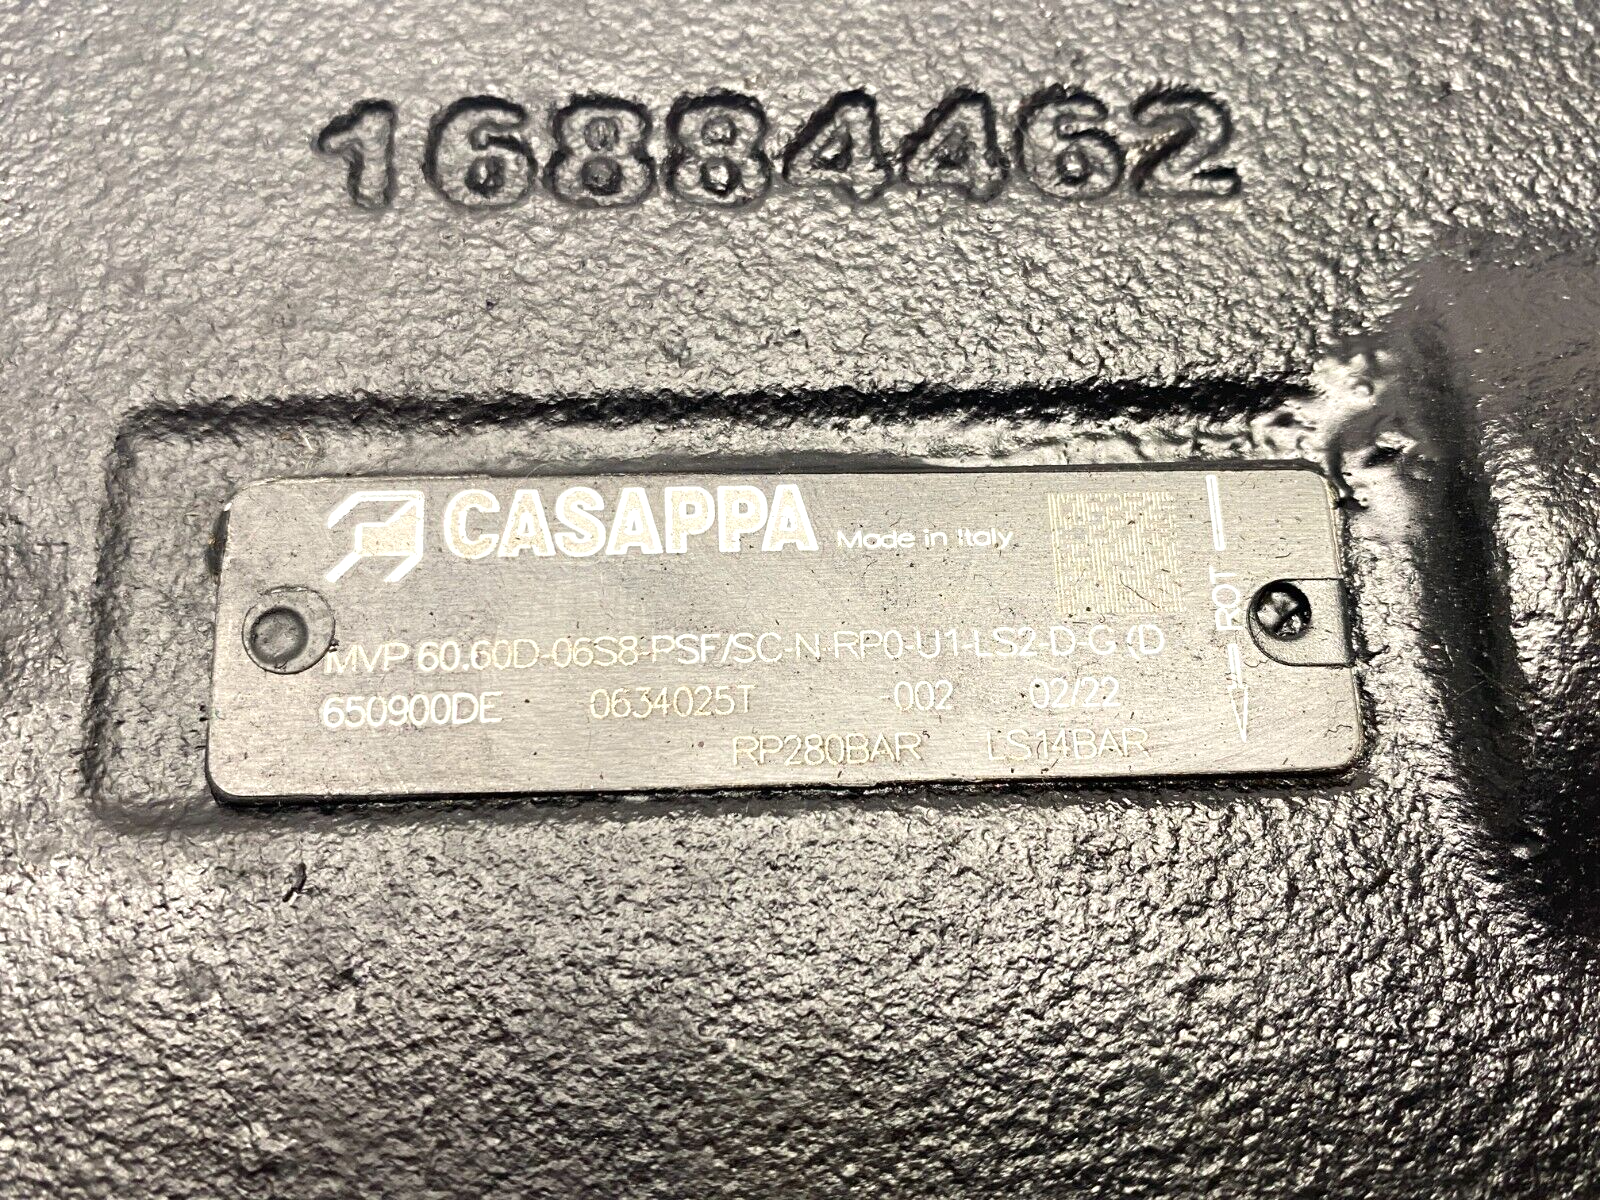 16884462
CASAPPA Made in Italy
ROT
MVP 60.60D-06S8-PSF/SC-N-RP0-U1-LS2-D-G
650900DE 0634025T -002 02/22
RP280BAR LS14BAR